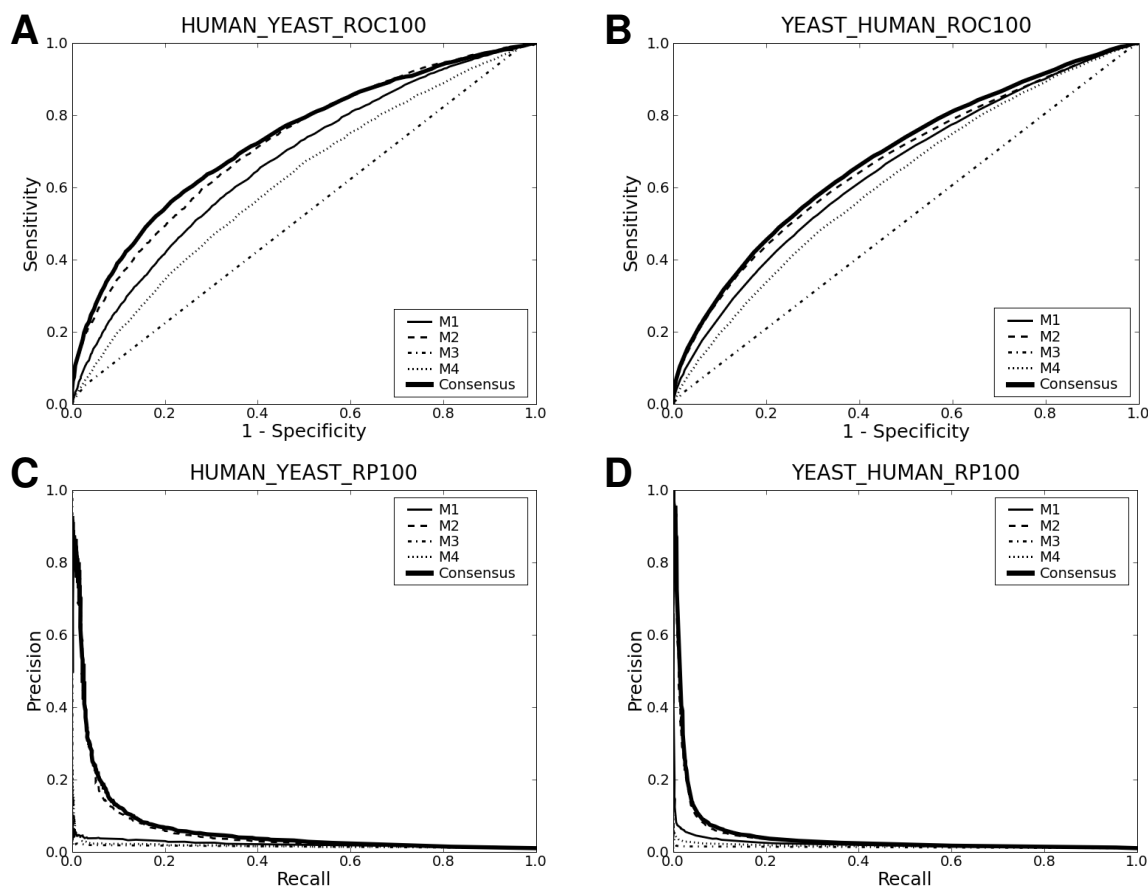 A
HUMAN_YEAST_ROC100
1.0
0.8
0.6
0.4
0.2
0.0
Sensitivity
0.0 0.2 0.4 0.6 0.8 1.0
1 - Specificity
M1
M2
M3
M4
Consensus
B
YEAST_HUMAN_ROC100
1.0
0.8
0.6
0.4
0.2
0.0
Sensitivity
0.0 0.2 0.4 0.6 0.8 1.0
1 - Specificity
M1
M2
M3
M4
Consensus
C
HUMAN_YEAST_RP100
1.0
0.8
0.6
0.4
0.2
0.0
Precision
0.0 0.2 0.4 0.6 0.8 1.0
Recall
M1
M2
M3
M4
Consensus
D
YEAST_HUMAN_RP100
1.0
0.8
0.6
0.4
0.2
0.0
Precision
0.0 0.2 0.4 0.6 0.8 1.0
Recall
M1
M2
M3
M4
Consensus